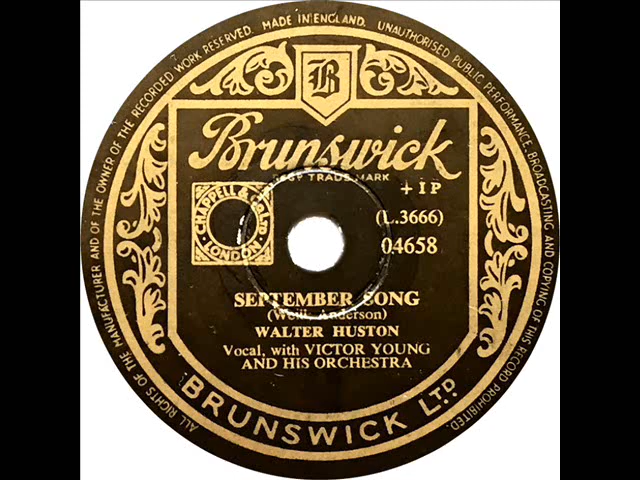 ALL RIGHTS OF THE MANUFACTURER AND OF THE OWNER OF THE RECORDED WORK RESERVED. MADE IN ENGLAND. UNAUTHORISED PUBLIC PERFORMANCE, BROADCASTING AND COPYING OF THIS RECORD PROHIBITED.
B
Brunswick
REGD TRADE MARK
+ I P
CHAPPELL & CO LTD
LONDON
(L.3666)
04658
SEPTEMBER SONG
(Weill, Anderson)
WALTER HUSTON
Vocal, with VICTOR YOUNG
AND HIS ORCHESTRA
BRUNSWICK LTD.